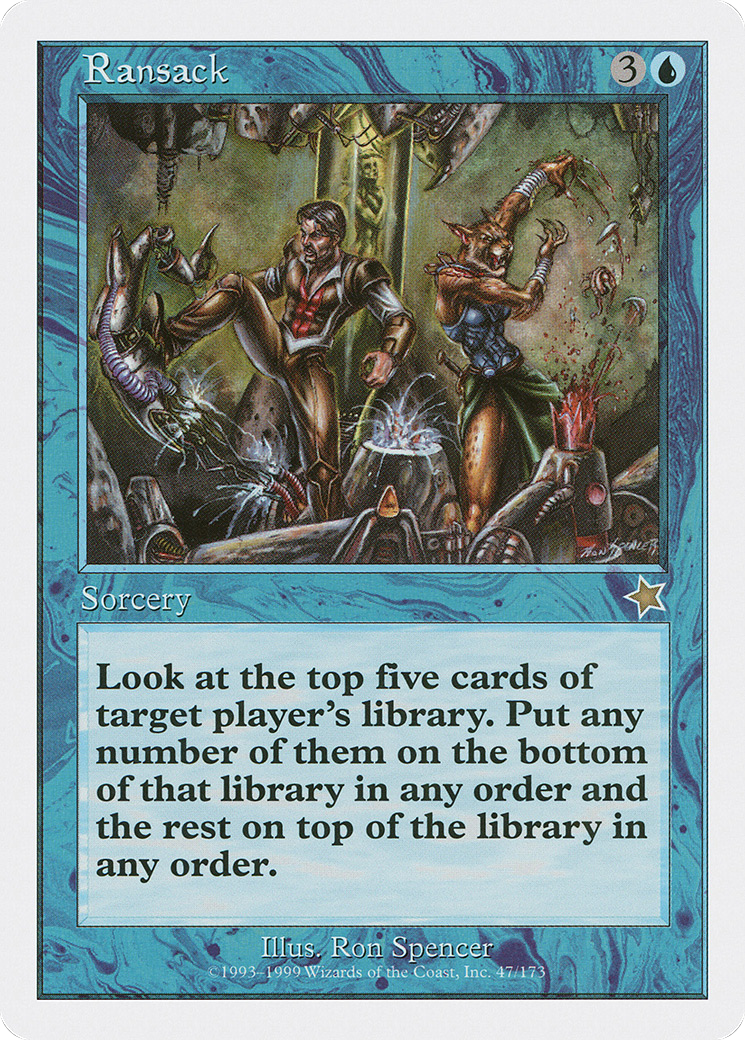 Ransack
3
RON SPENCER
Sorcery
Look at the top five cards of
target player's library. Put any
number of them on the bottom
of that library in any order and
the rest on top of the library in
any order.
Illus. Ron Spencer
©1993–1999 Wizards of the Coast, Inc. 47/173